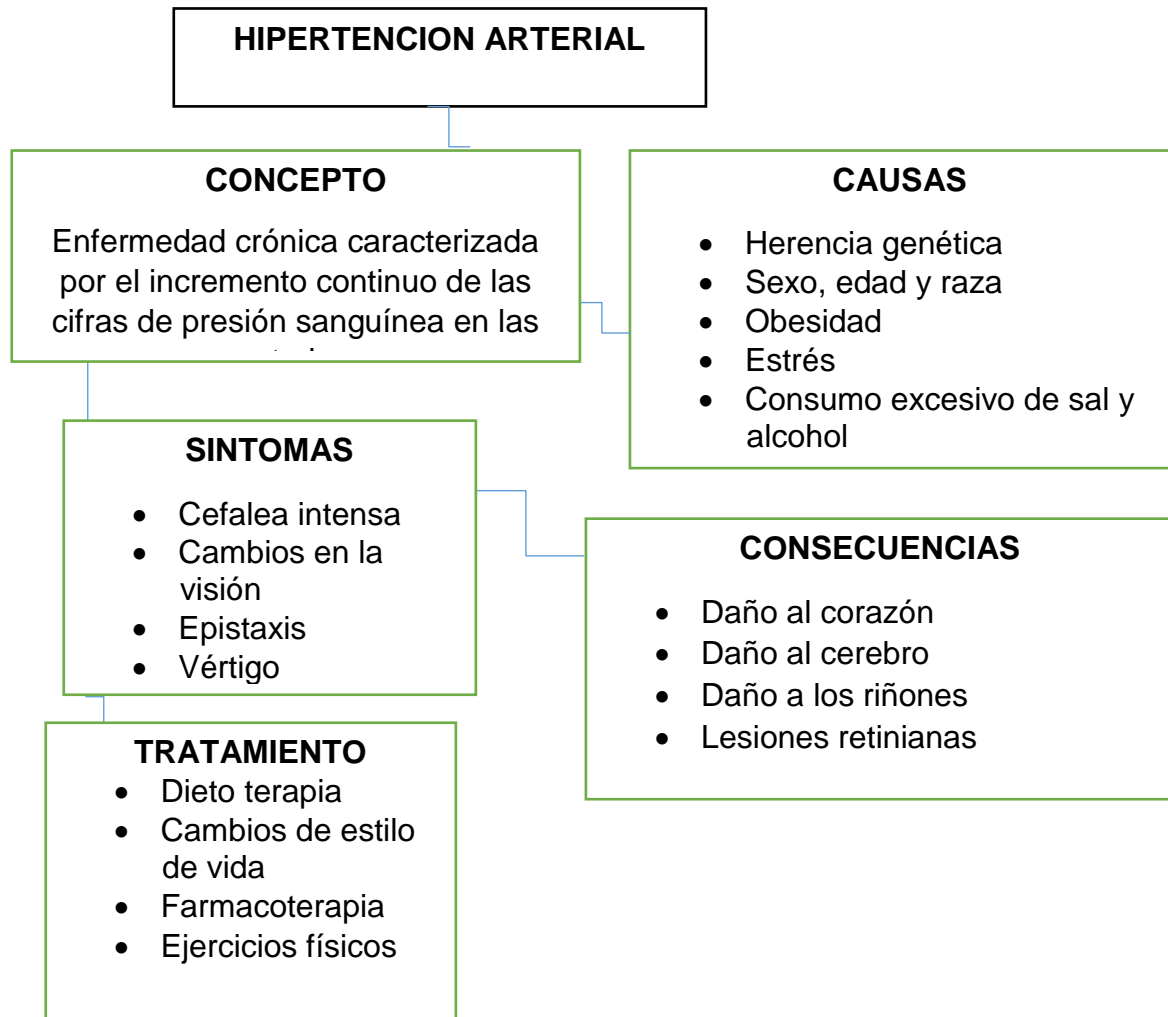 HIPERTENCION ARTERIAL
CONCEPTO
Enfermedad crónica caracterizada
por el incremento continuo de las
cifras de presión sanguínea en las
CAUSAS
• Herencia genética
• Sexo, edad y raza
• Obesidad
• Estrés
• Consumo excesivo de sal y
alcohol
SINTOMAS
• Cefalea intensa
• Cambios en la
visión
• Epistaxis
• Vértigo
CONSECUENCIAS
• Daño al corazón
• Daño al cerebro
• Daño a los riñones
• Lesiones retinianas
TRATAMIENTO
• Dieto terapia
• Cambios de estilo
de vida
• Farmacoterapia
• Ejercicios físicos